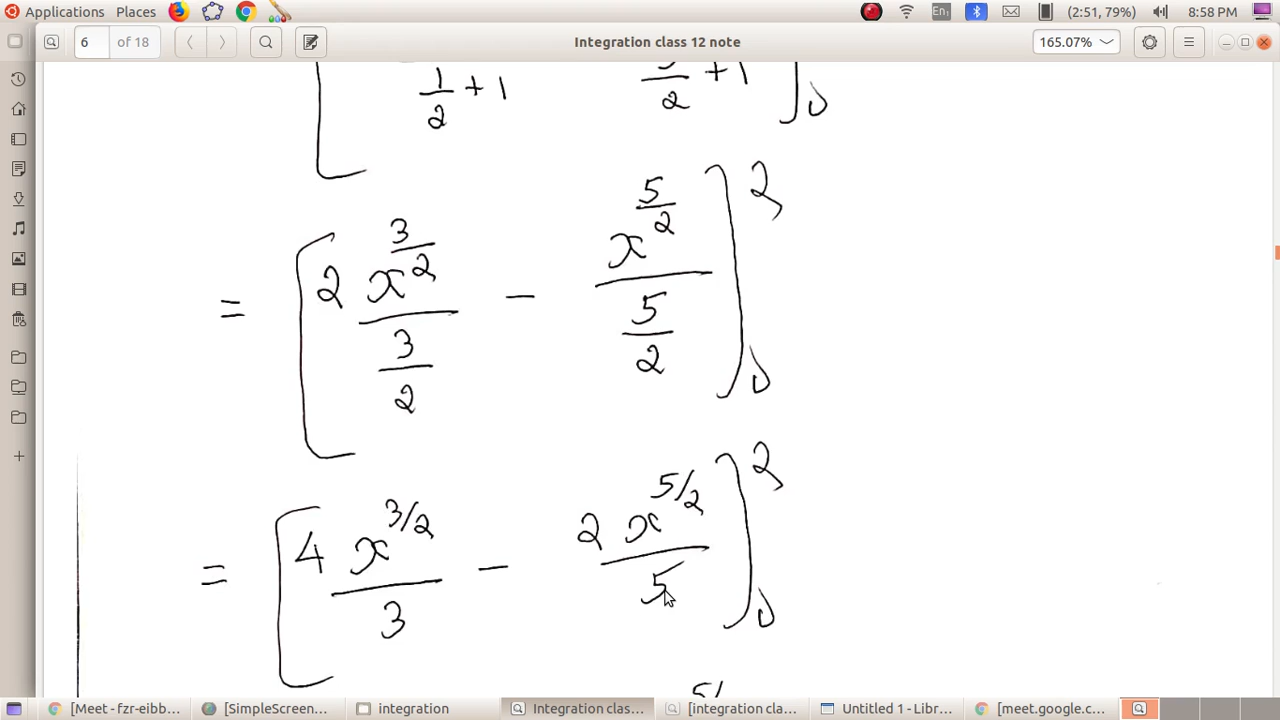 Applications Places En₁ (2:51, 79%) 8:58 PM
6 of 18 Integration class 12 note 165.07%
1/2 + 1 3/2 + 1 ]0
= [ 2 x^(3/2) / (3/2) - x^(5/2) / (5/2) ]0^2
= [ 4 x^(3/2) / 3 - 2 x^(5/2) / 5 ]0^2
5/
[Meet - fzr-eibb... [SimpleScreen... integration Integration clas... [integration cla... Untitled 1 - Libr... [meet.google.co...